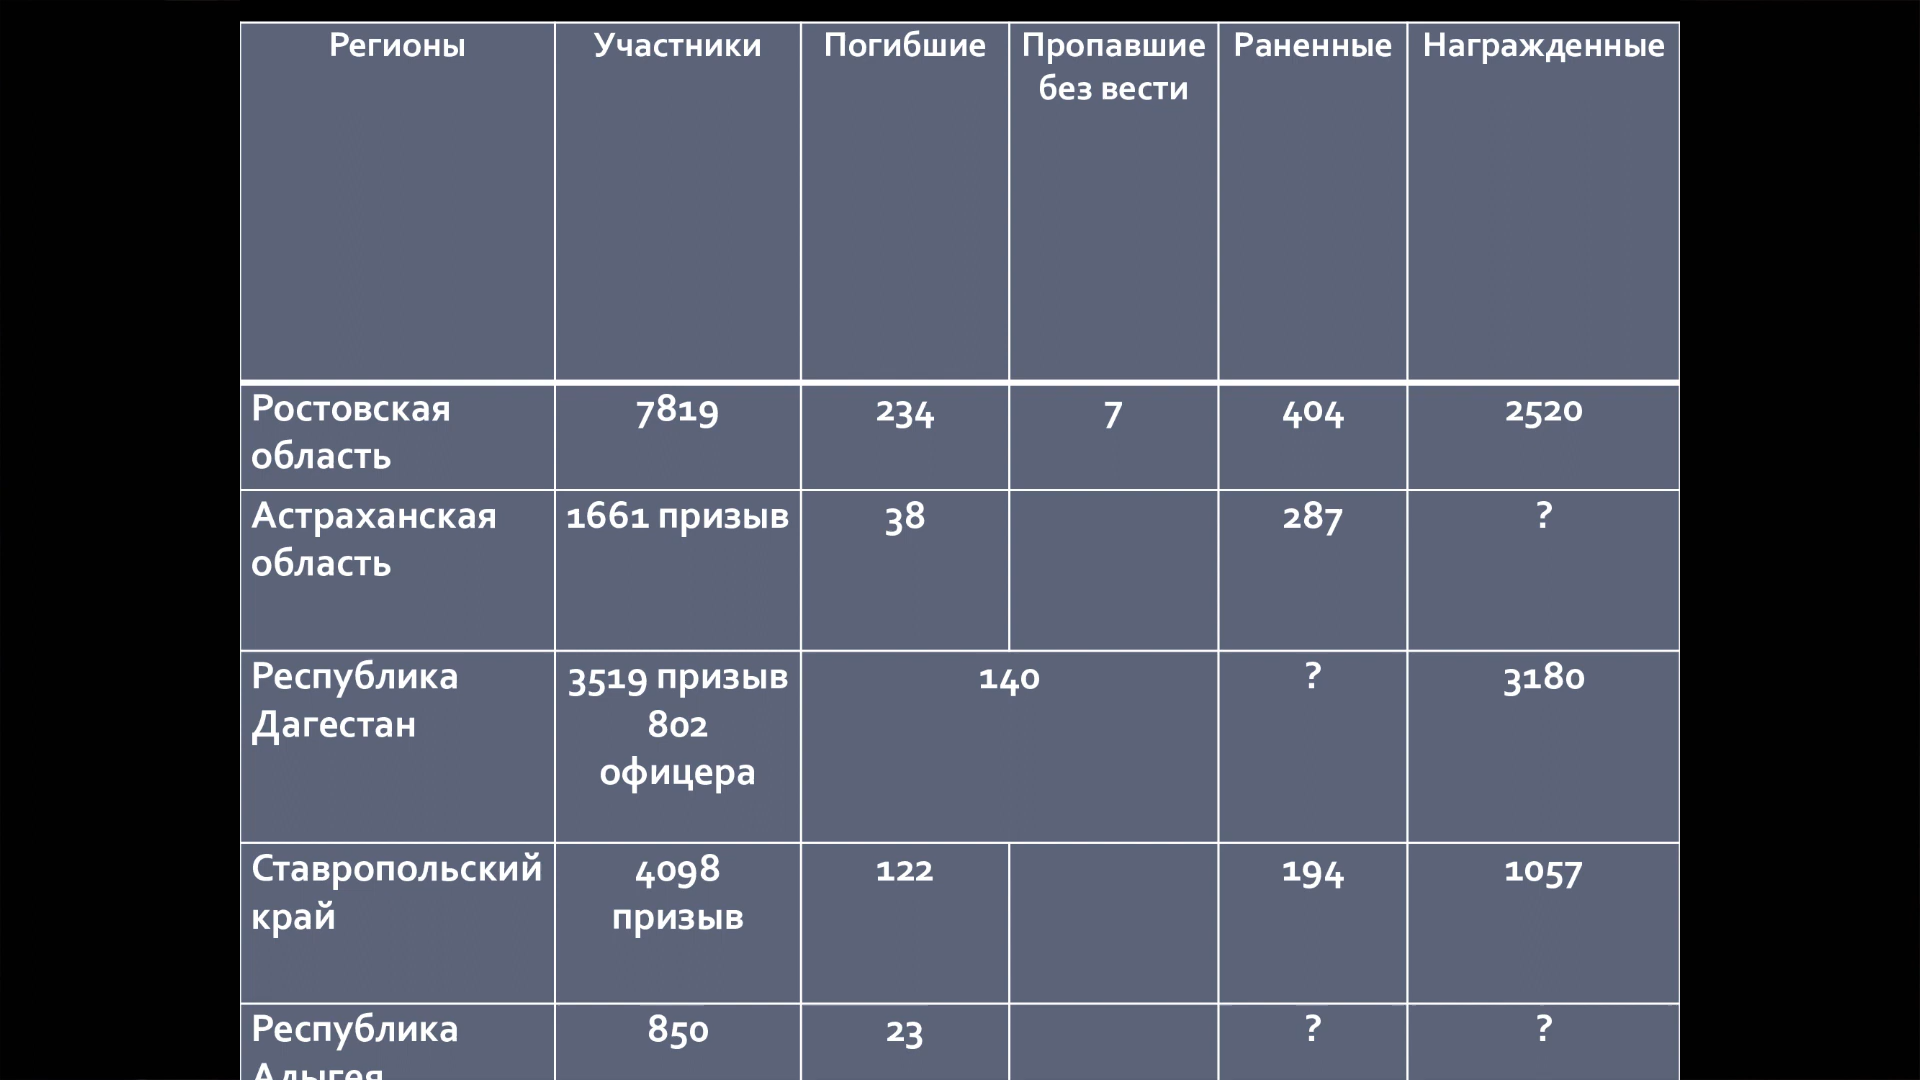 Регионы
Участники
Погибшие
Пропавшие
без вести
Раненные
Награжденные
Ростовская
область
7819
234
7
404
2520
Астраханская
область
1661 призыв
38
287
?
Республика
Дагестан
3519 призыв
802
офицера
140
?
3180
Ставропольский
край
4098
призыв
122
194
1057
Республика
Адыгея
850
23
?
?